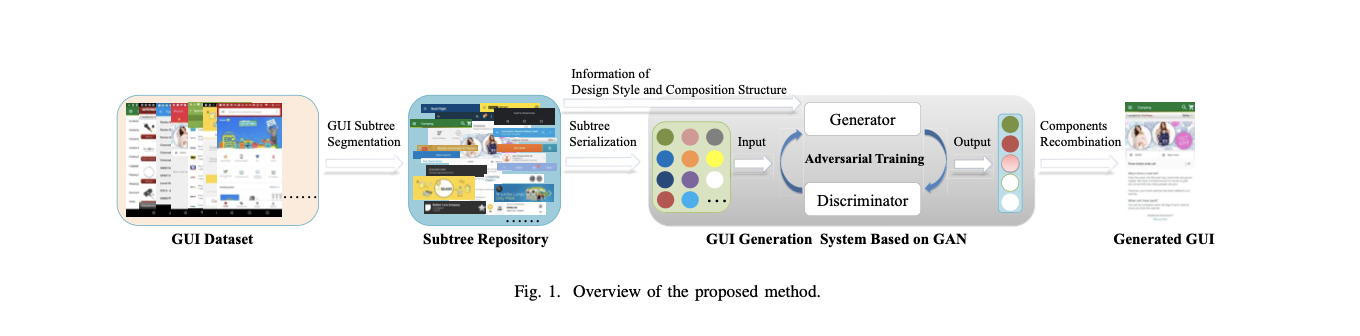 Information of
Design Style and Composition Structure
GUI Subtree
Segmentation
Subtree
Serialization
Input
Generator
Adversarial Training
Discriminator
Output
Components
Recombination
GUI Dataset
Subtree Repository
GUI Generation System Based on GAN
Generated GUI
Fig. 1. Overview of the proposed method.